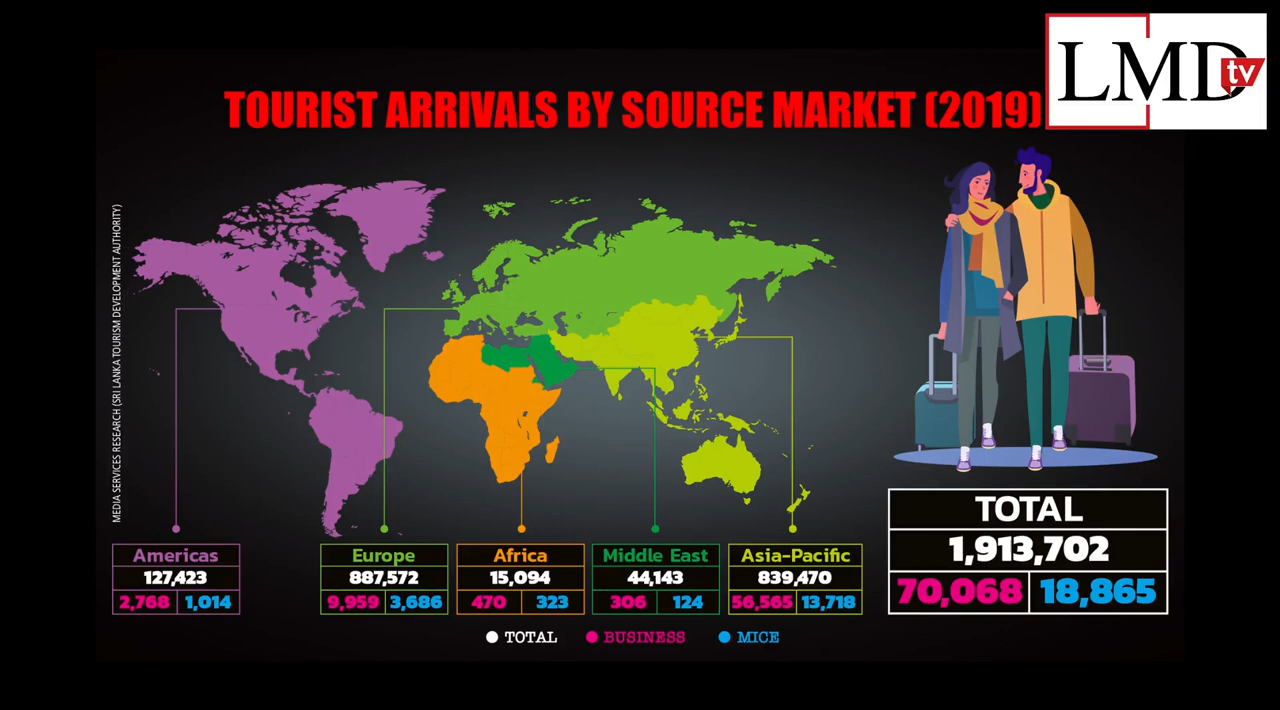 LMD
tv
TOURIST ARRIVALS BY SOURCE MARKET (2019)
MEDIA SERVICES RESEARCH (SRI LANKA TOURISM DEVELOPMENT AUTHORITY)
Americas
127,423
2,768 1,014
Europe
887,572
9,959 3,686
Africa
15,094
470 323
Middle East
44,143
306 124
Asia-Pacific
839,470
56,565 13,718
TOTAL
1,913,702
70,068 18,865
TOTAL BUSINESS MICE